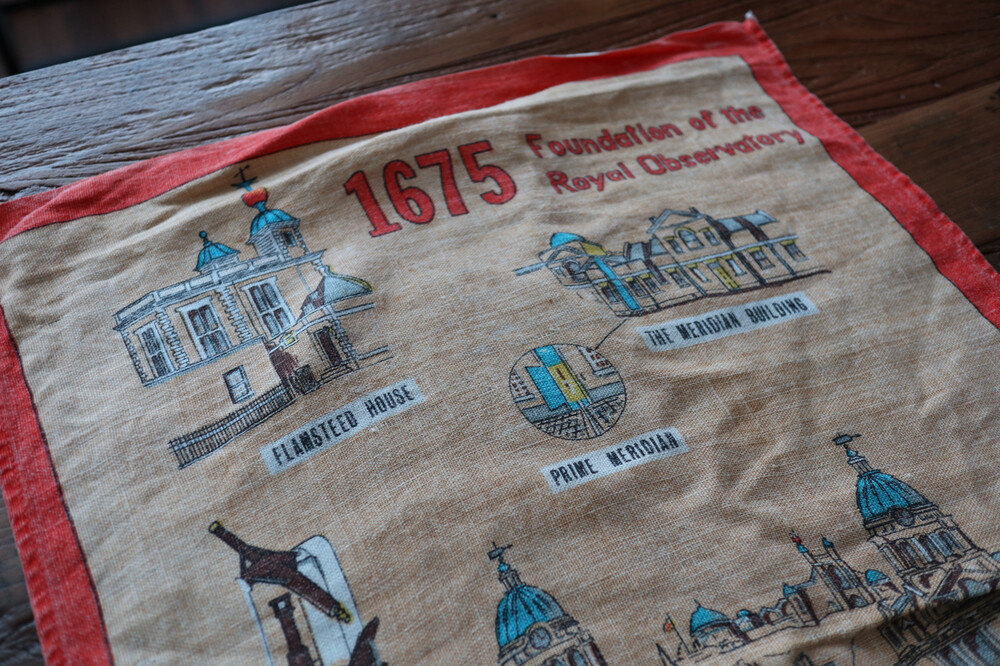 1675
Foundation of the
Royal Observatory
FLAMSTEED HOUSE
THE MERIDIAN BUILDING
PRIME MERIDIAN